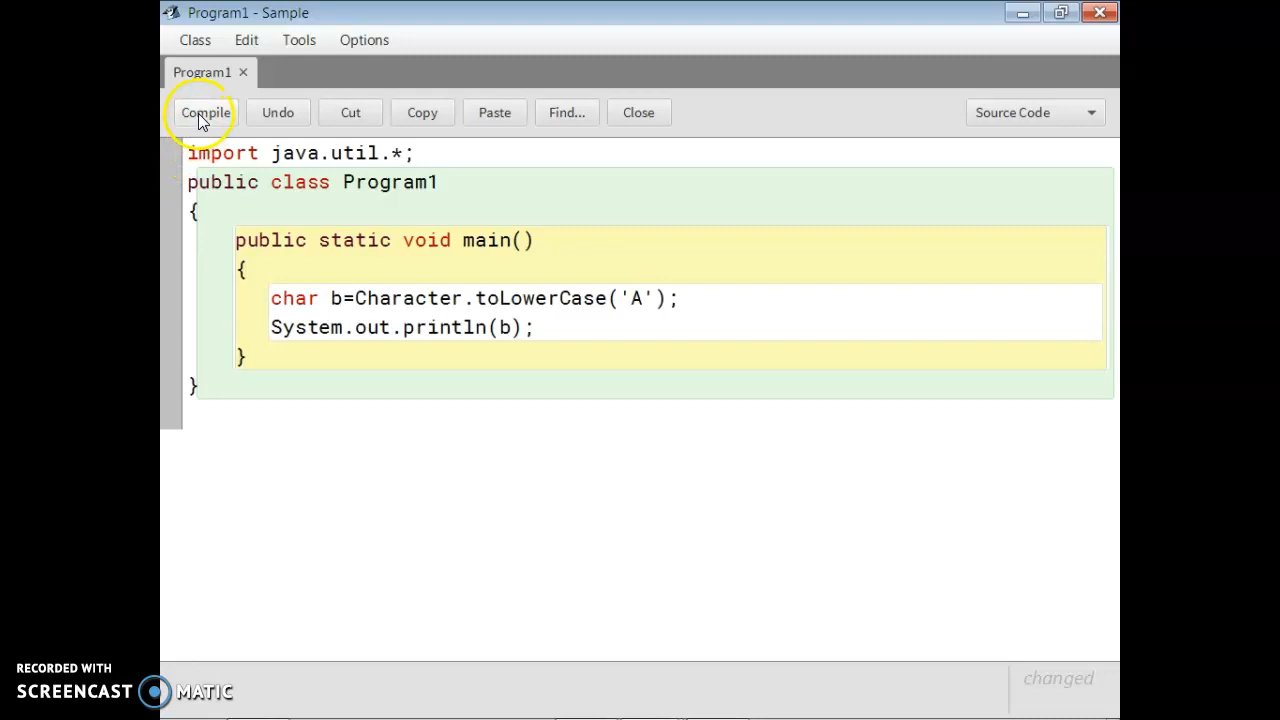 Program1 - Sample
Class Edit Tools Options
Program1 ×
Compile Undo Cut Copy Paste Find... Close Source Code
import java.util.*;
public class Program1
{
public static void main()
{
char b=Character.toLowerCase('A');
System.out.println(b);
}
}
changed
RECORDED WITH
SCREENCAST MATIC